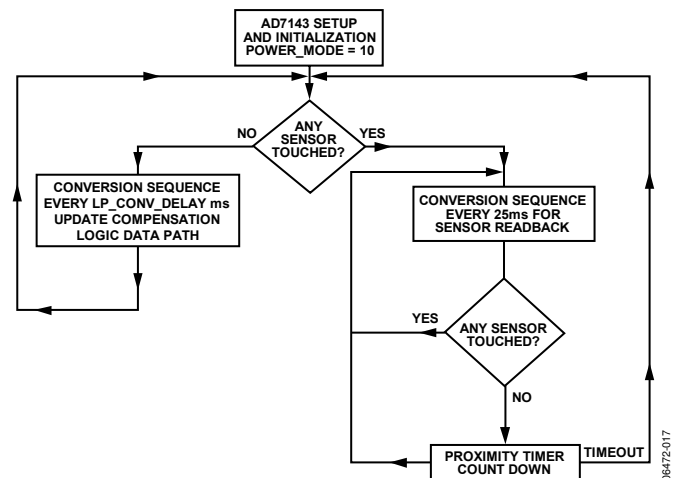 AD7143 SETUP
AND INITIALIZATION
POWER_MODE = 10
NO
ANY
SENSOR
TOUCHED?
YES
CONVERSION SEQUENCE
EVERY LP_CONV_DELAY ms
UPDATE COMPENSATION
LOGIC DATA PATH
CONVERSION SEQUENCE
EVERY 25ms FOR
SENSOR READBACK
YES
ANY SENSOR
TOUCHED?
NO
PROXIMITY TIMER
COUNT DOWN
TIMEOUT
06472-017